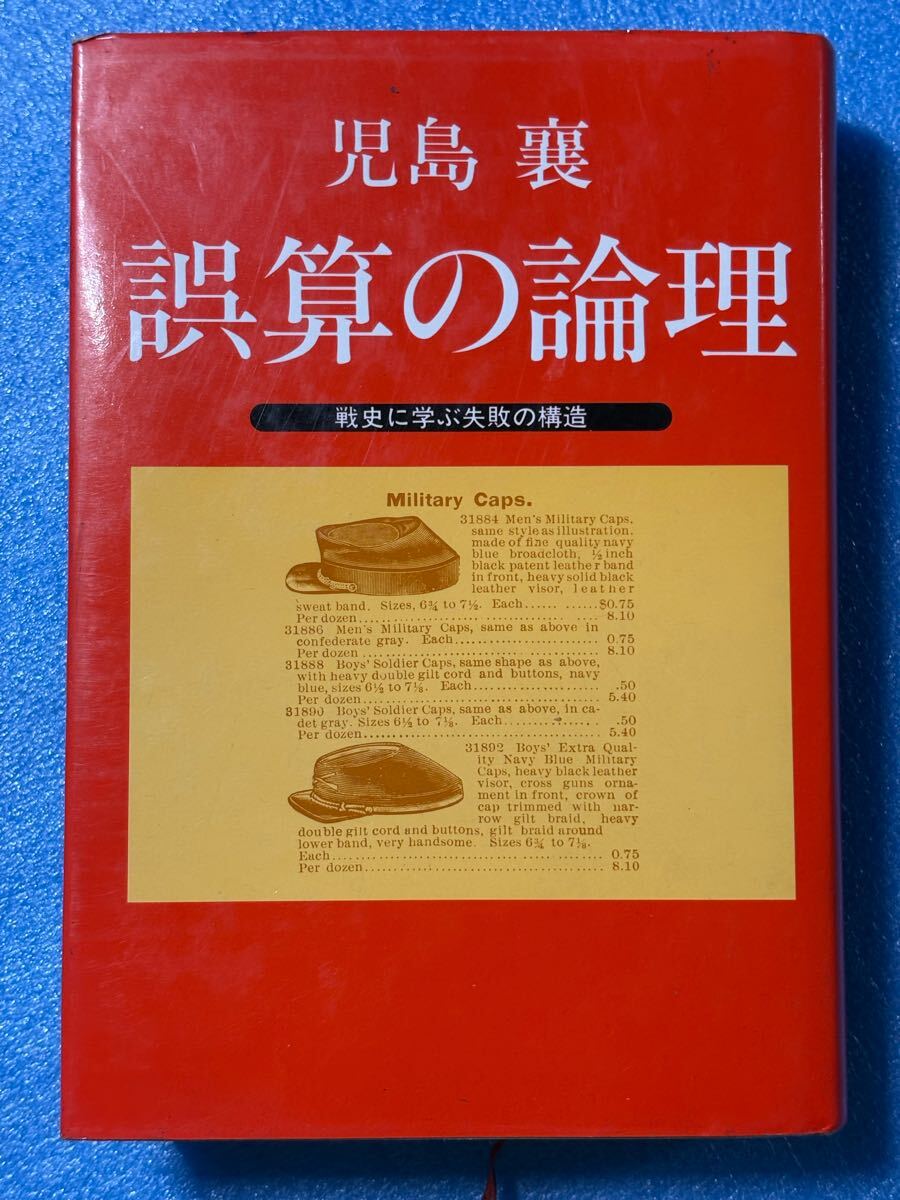 児島 襄
誤算の論理
戦史に学ぶ失敗の構造
Military Caps.
31884 Men's Military Caps,
same style as illustration,
made of fine quality navy
blue broadcloth, ½ inch
black patent leather band
in front, heavy solid black
leather visor, leather
sweat band. Sizes, 6¾ to 7½. Each...... ......$0.75
Per dozen........................................ .... 8.10
31886 Men's Military Caps, same as above in
confederate gray. Each........................... 0.75
Per dozen........................................ 8.10
31888 Boys' Soldier Caps, same shape as above,
with heavy double gilt cord and buttons, navy
blue, sizes 6½ to 7⅛. Each...................... .50
Per dozen........................................ 5.40
31890 Boys' Soldier Caps, same as above, in ca-
det gray. Sizes 6½ to 7⅛. Each................ .50
Per dozen........................................ 5.40
31892 Boys' Extra Qual-
ity Navy Blue Military
Caps, heavy black leather
visor, cross guns orna-
ment in front, crown of
cap trimmed with nar-
row gilt braid, heavy
double gilt cord and buttons, gilt braid around
lower band, very handsome. Sizes 6¾ to 7⅛.
Each............................................. 0.75
Per dozen........................................ 8.10